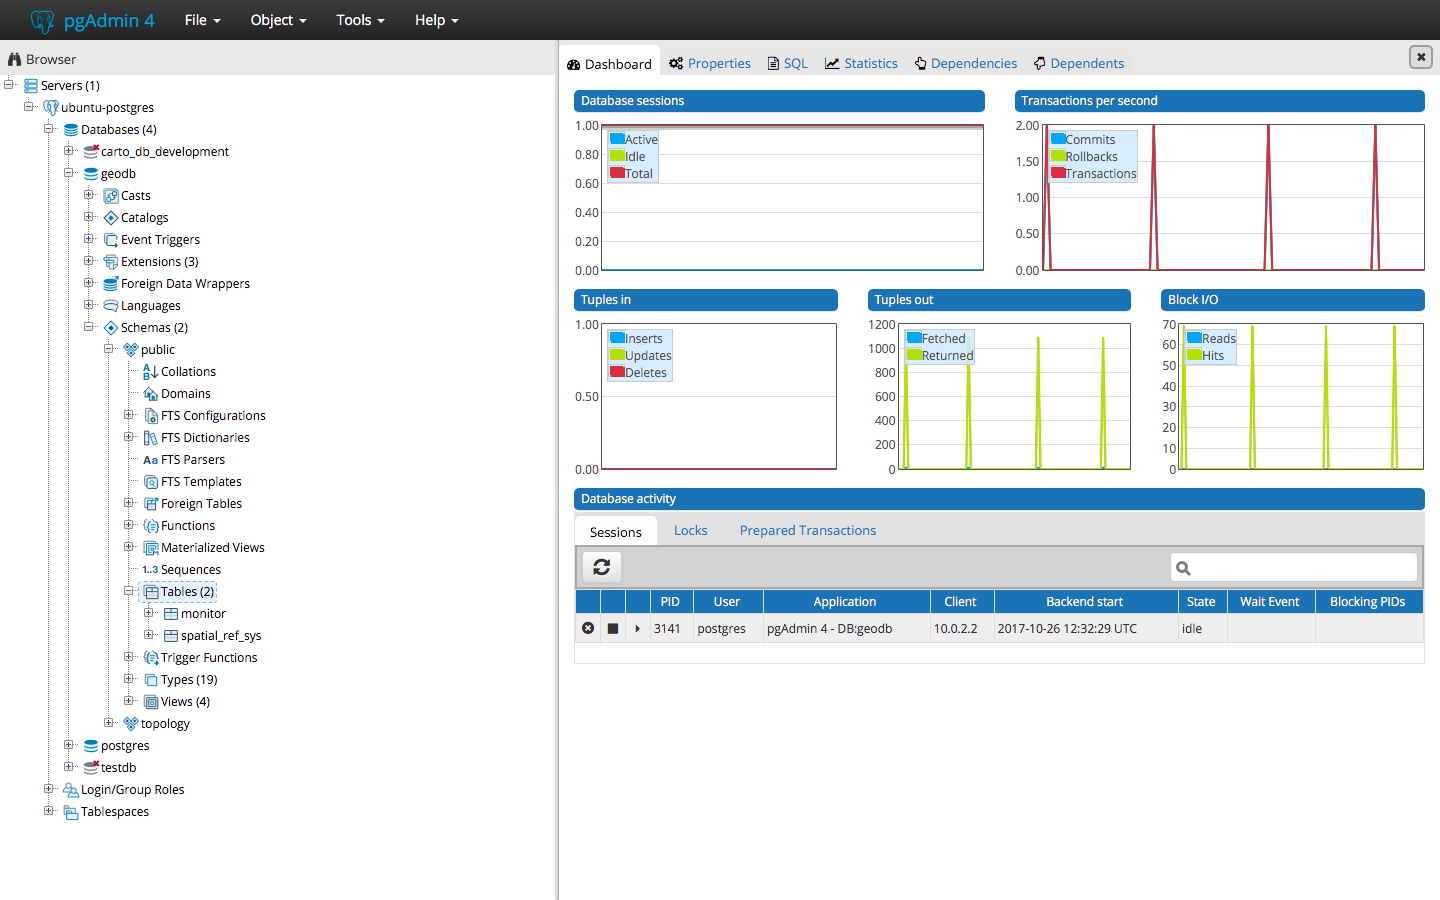 pgAdmin 4 File Object Tools Help
Browser
Servers (1)
ubuntu-postgres
Databases (4)
carto_db_development
geodb
Casts
Catalogs
Event Triggers
Extensions (3)
Foreign Data Wrappers
Languages
Schemas (2)
public
Collations
Domains
FTS Configurations
FTS Dictionaries
Aa FTS Parsers
FTS Templates
Foreign Tables
Functions
Materialized Views
1..3 Sequences
Tables (2)
monitor
spatial_ref_sys
Trigger Functions
Types (19)
Views (4)
topology
postgres
testdb
Login/Group Roles
Tablespaces
Dashboard Properties SQL Statistics Dependencies Dependents
Database sessions
1.00
0.80
0.60
0.40
0.20
0.00
Active
Idle
Total
Transactions per second
2.00
1.50
1.00
0.50
0.00
Commits
Rollbacks
Transactions
Tuples in
1.00
0.50
0.00
Inserts
Updates
Deletes
Tuples out
1200
1000
800
600
400
200
0
Fetched
Returned
Block I/O
70
60
50
40
30
20
10
0
Reads
Hits
Database activity
Sessions Locks Prepared Transactions
PID User Application Client Backend start State Wait Event Blocking PIDs
3141 postgres pgAdmin 4 - DB:geodb 10.0.2.2 2017-10-26 12:32:29 UTC idle